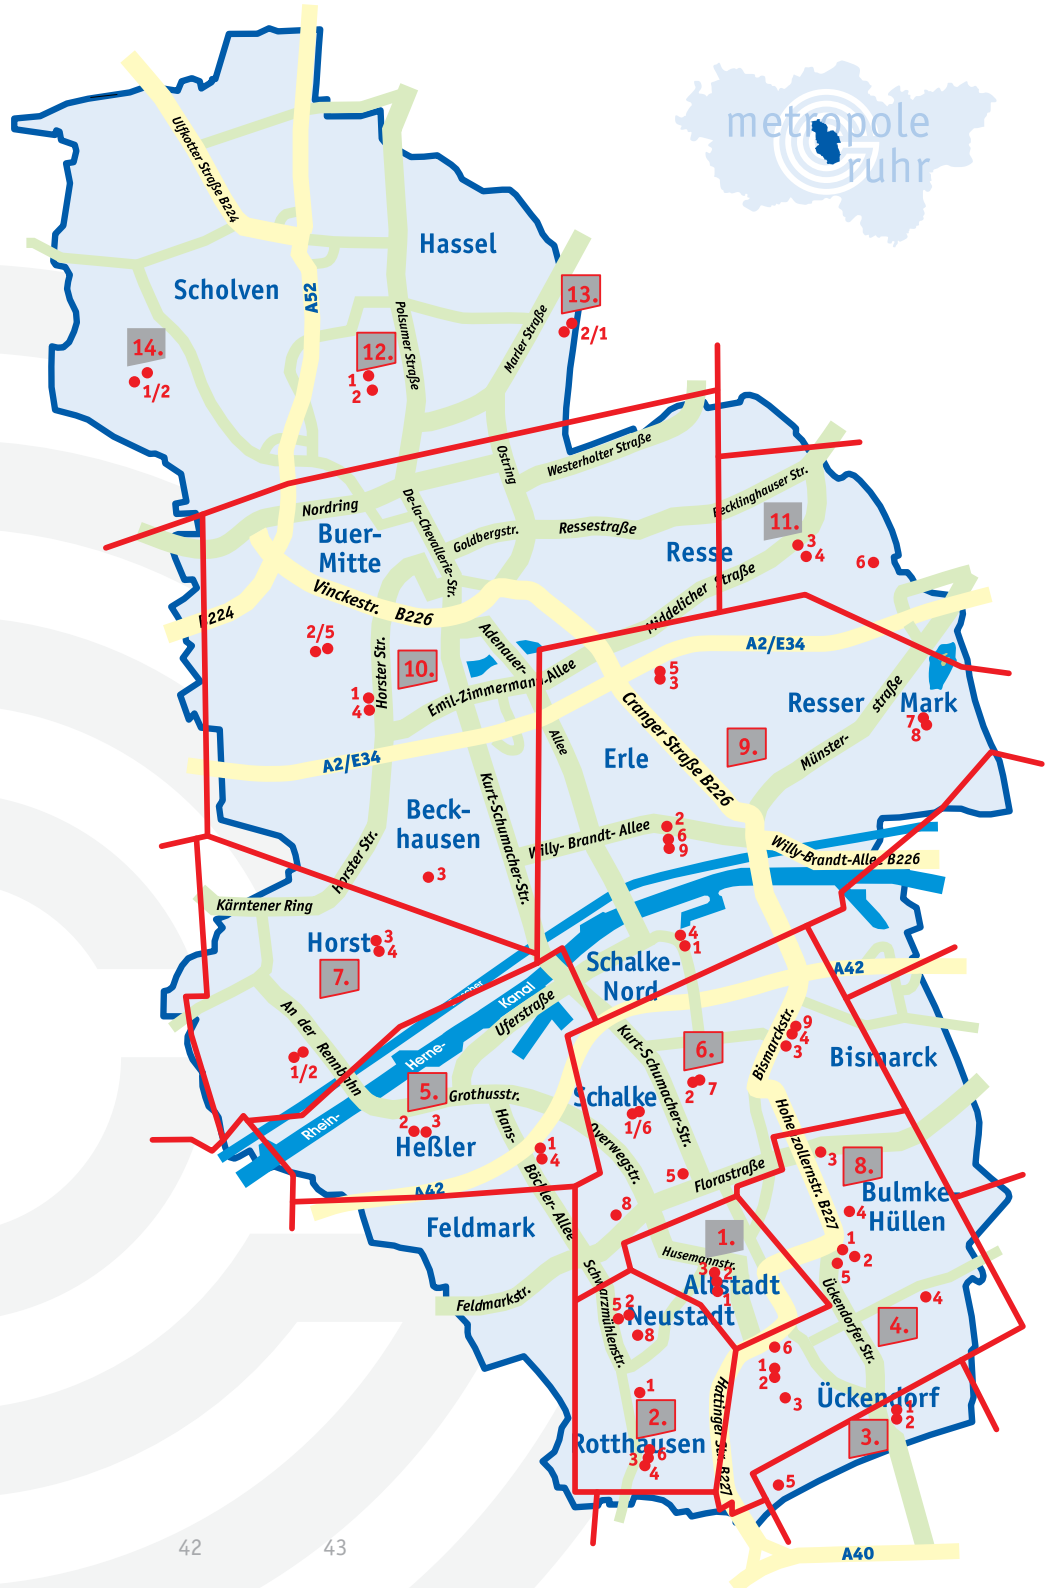 metropole
ruhr
Ulfkotter Straße B224
Hassel
Scholven
A52
13.
2/1
Polsumer Straße
Marler Straße
14.
1/2
12.
1
2
Westerholter Straße
Ostring
Nordring
De-la-Chevallerie-Str.
Goldbergstr.
Ressestraße
Recklinghauser Str.
11.
3
4
6
Buer-
Mitte
Resse
Middelicher Straße
Vinckestr. B226
B224
2/5
Horster Str.
10.
Adenauer-
Allee
Emil-Zimmermann-Allee
A2/E34
1
4
5
3
Resser Mark
7
8
Münster-
straße
Cranger Straße B226
9.
Erle
A2/E34
Beck-
hausen
Kurt-Schumacher-Str.
Willy- Brandt- Allee
2
6
9
Willy-Brandt-Allee B226
Horster Str.
3
Kärntener Ring
Horst
3
4
7.
4
1
Schalke-
Nord
A42
Kanal
Uferstraße
Herne-
Rhein-
An der Rennbahn
1/2
5.
Grothusstr.
2
3
Heßler
Hans-
Böckler- Allee
1
4
A42
Kurt-Schumacher-Str.
6.
2
7
Schalke
1/6
Bismarckstr.
9
4
3
Bismarck
Hohenzollernstr. B227
Overwegstr.
5
Florastraße
8
3
8.
Bulmke-
Hüllen
4
1
2
5
Feldmark
Feldmarkstr.
1.
Husemannstr.
3
2
1
Altstadt
Neustadt
5
2
8
Schwarzmühlenstr.
Ückendorfer Str.
4
4.
6
1
2
3
Ückendorf
1
2
3.
5
1
2.
Rotthausen
3
6
4
Hattinger Str. B227
A40
42
43